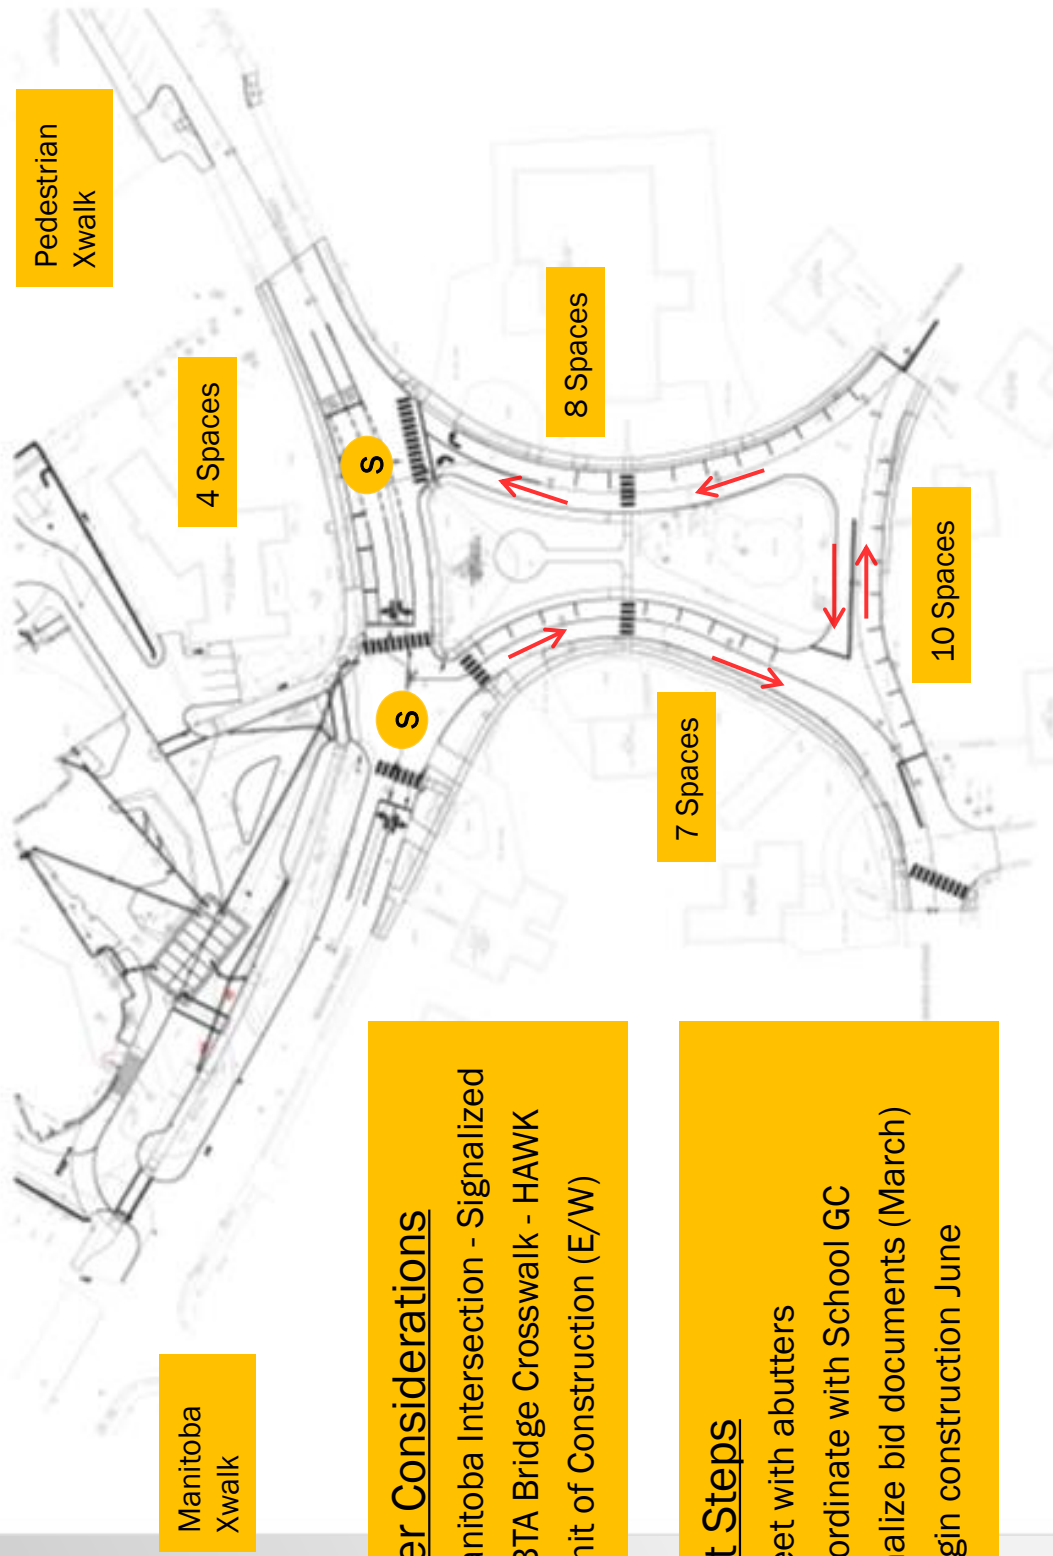 Pedestrian
Xwalk
Manitoba
Xwalk
4 Spaces
S
S
er Considerations
anitoba Intersection - Signalized
BTA Bridge Crosswalk - HAWK
nit of Construction (E/W)
8 Spaces
7 Spaces
t Steps
eet with abutters
ordinate with School GC
alize bid documents (March)
gin construction June
10 Spaces